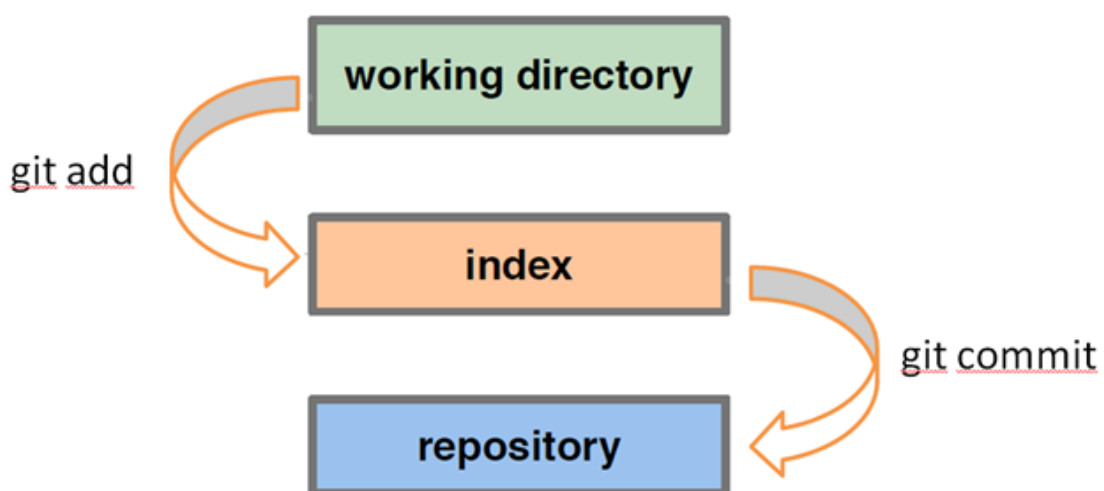 working directory
git add
index
git commit
repository